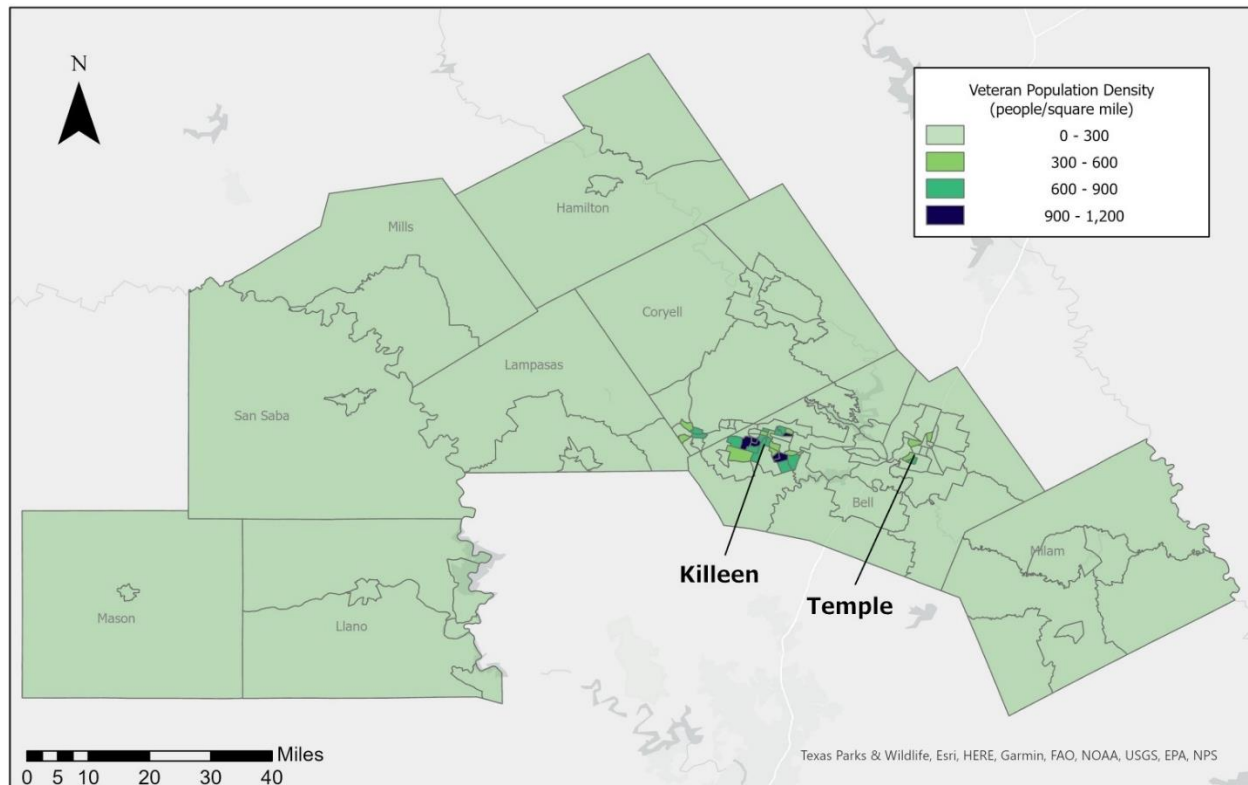 N
Veteran Population Density
(people/square mile)
0 - 300
300 - 600
600 - 900
900 - 1,200
Hamilton
Mills
Coryell
Lampasas
San Saba
Bell
Killeen
Milam
Temple
Mason
Llano
Miles
0 5 10 20 30 40
Texas Parks & Wildlife, Esri, HERE, Garmin, FAO, NOAA, USGS, EPA, NPS